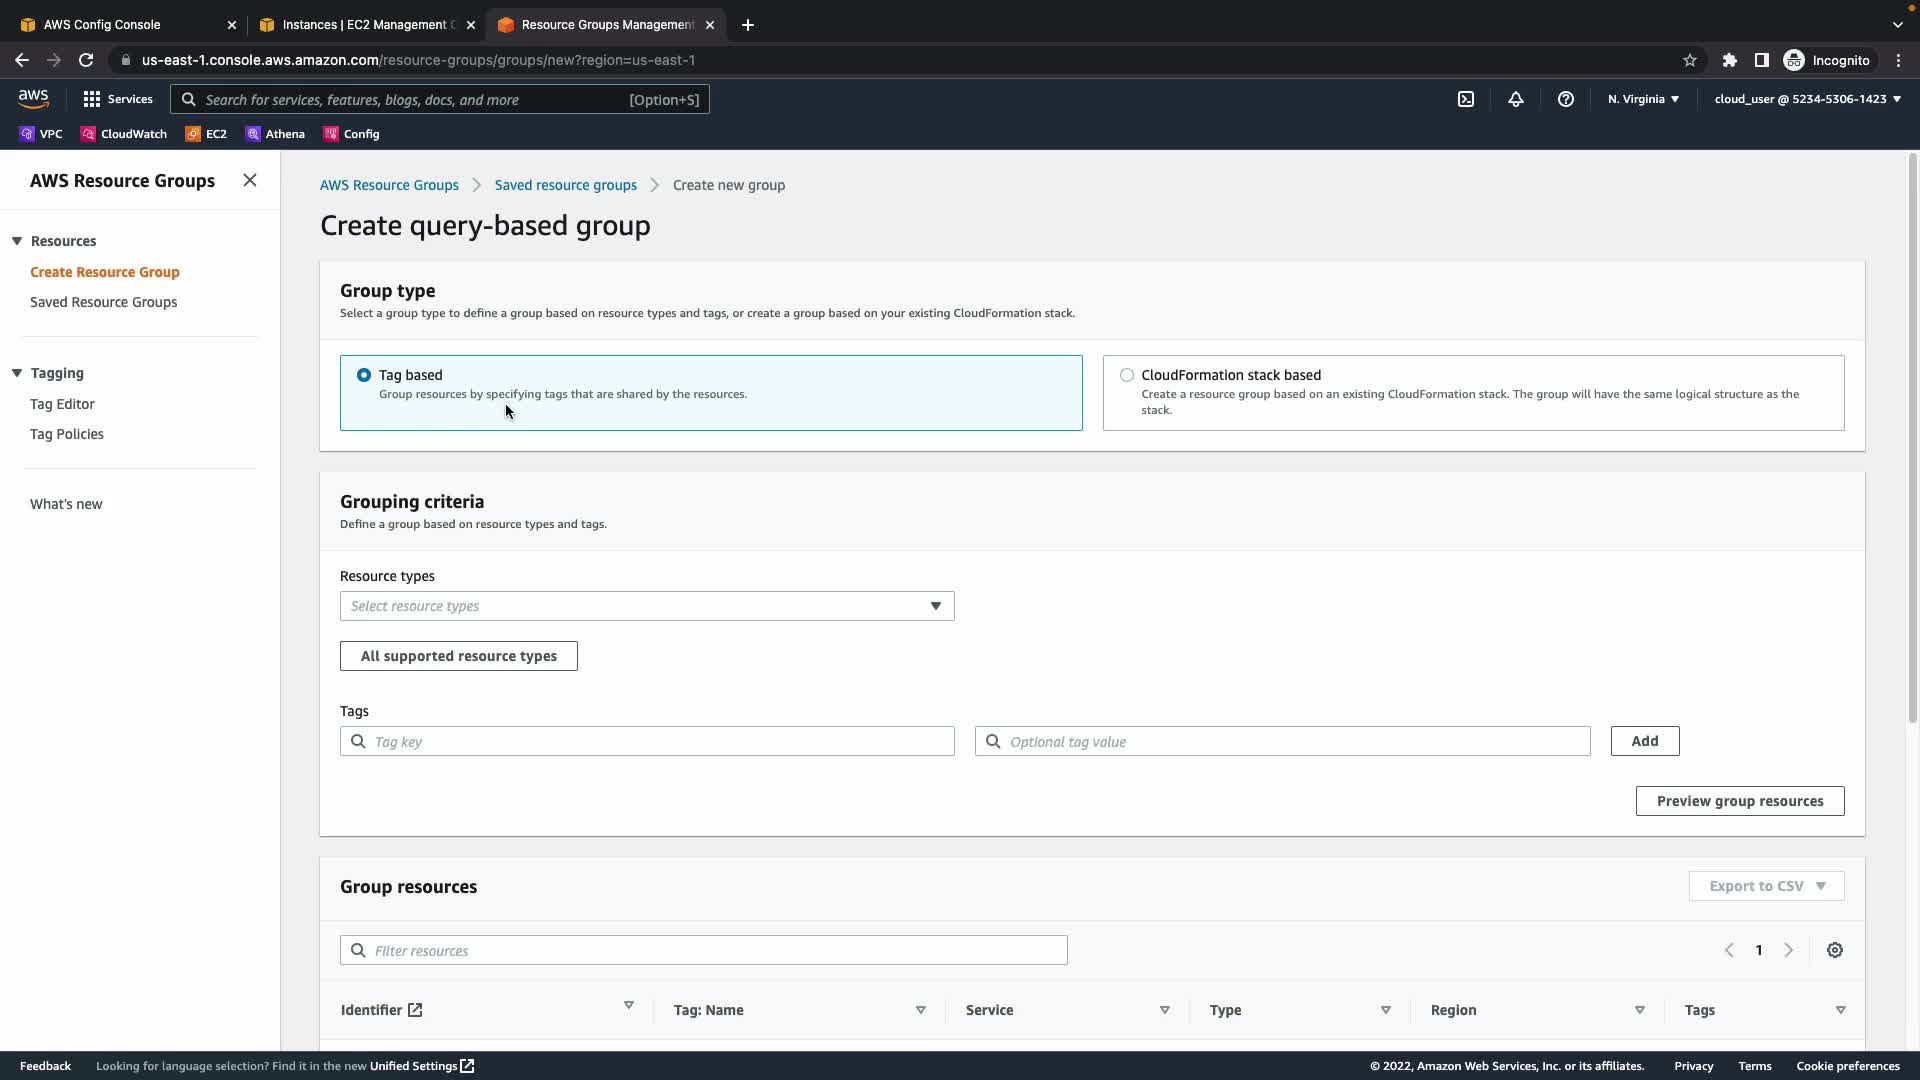 AWS Config Console
Instances | EC2 Management C
Resource Groups Management
us-east-1.console.aws.amazon.com/resource-groups/groups/new?region=us-east-1
Incognito
aws
Services
Search for services, features, blogs, docs, and more
[Option+S]
N. Virginia
cloud_user @ 5234-5306-1423
VPC
CloudWatch
EC2
Athena
Config
AWS Resource Groups
Resources
Create Resource Group
Saved Resource Groups
Tagging
Tag Editor
Tag Policies
What's new
AWS Resource Groups
Saved resource groups
Create new group
Create query-based group
Group type
Select a group type to define a group based on resource types and tags, or create a group based on your existing CloudFormation stack.
Tag based
Group resources by specifying tags that are shared by the resources.
CloudFormation stack based
Create a resource group based on an existing CloudFormation stack. The group will have the same logical structure as the
stack.
Grouping criteria
Define a group based on resource types and tags.
Resource types
Select resource types
All supported resource types
Tags
Tag key
Optional tag value
Add
Preview group resources
Group resources
Export to CSV
Filter resources
1
Identifier
Tag: Name
Service
Type
Region
Tags
Feedback
Looking for language selection? Find it in the new Unified Settings
© 2022, Amazon Web Services, Inc. or its affiliates.
Privacy
Terms
Cookie preferences